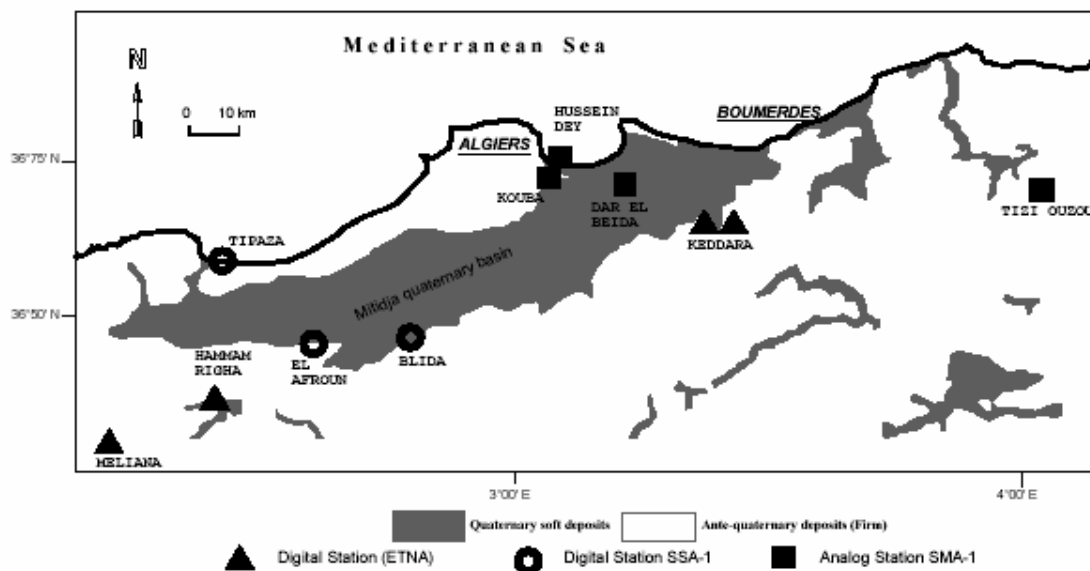 Mediterranean Sea
N
0 10 km
HUSSEIN
DEY
BOUMERDES
ALGIERS
36°75' N
KOUBA
DAR EL
BEIDA
TIZI OUZOU
KEDDARA
TIPAZA
Mitidja quaternary basin
36°50' N
HAMMAM
RIGHA
EL
AFROUN
BLIDA
MELIANA
3°00' E
4°00' E
Quaternary soft deposits
Ante-quaternary deposits (Firm)
Digital Station (ETNA)
Digital Station SSA-1
Analog Station SMA-1